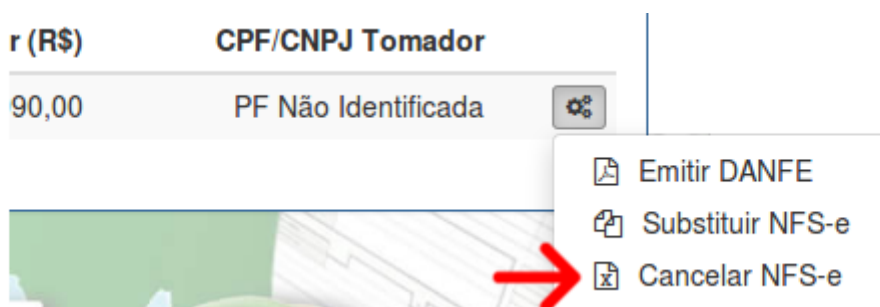 r (R$) CPF/CNPJ Tomador
90,00 PF Não Identificada
Emitir DANFE
Substituir NFS-e
Cancelar NFS-e